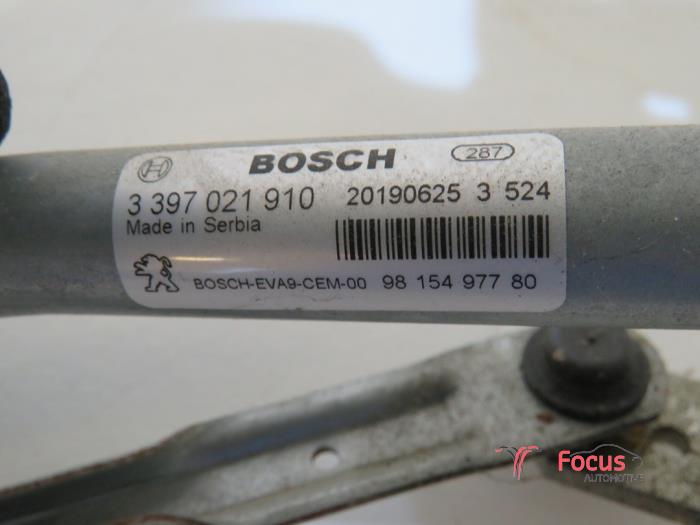 BOSCH 287
3 397 021 910 20190625 3 524
Made in Serbia
BOSCH-EVA9-CEM-00 98 154 977 80
Focus
AUTOMOTIVE